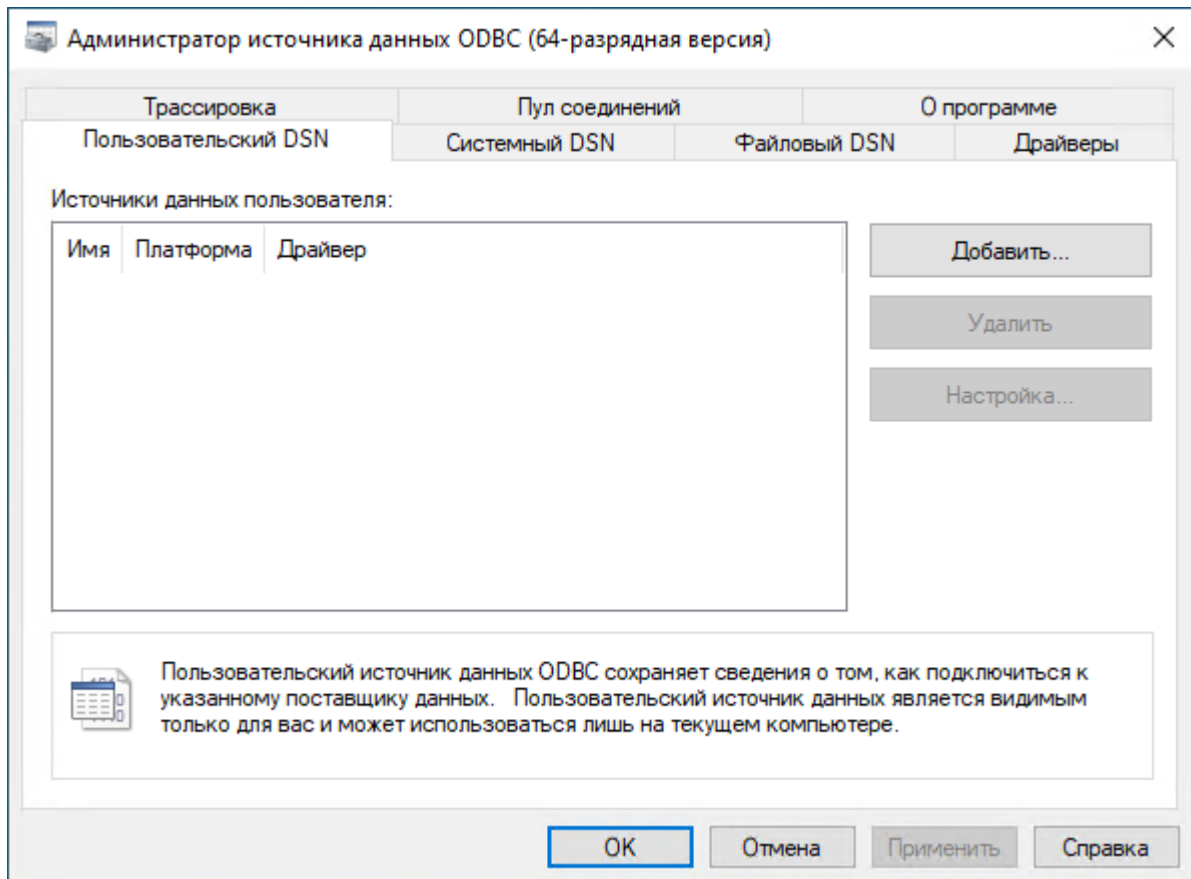 Администратор источника данных ODBC (64-разрядная версия)
Трассировка
Пул соединений
О программе
Пользовательский DSN
Системный DSN
Файловый DSN
Драйверы
Источники данных пользователя:
Имя
Платформа
Драйвер
Добавить...
Удалить
Настройка...
Пользовательский источник данных ODBC сохраняет сведения о том, как подключиться к
указанному поставщику данных. Пользовательский источник данных является видимым
только для вас и может использоваться лишь на текущем компьютере.
OK
Отмена
Применить
Справка